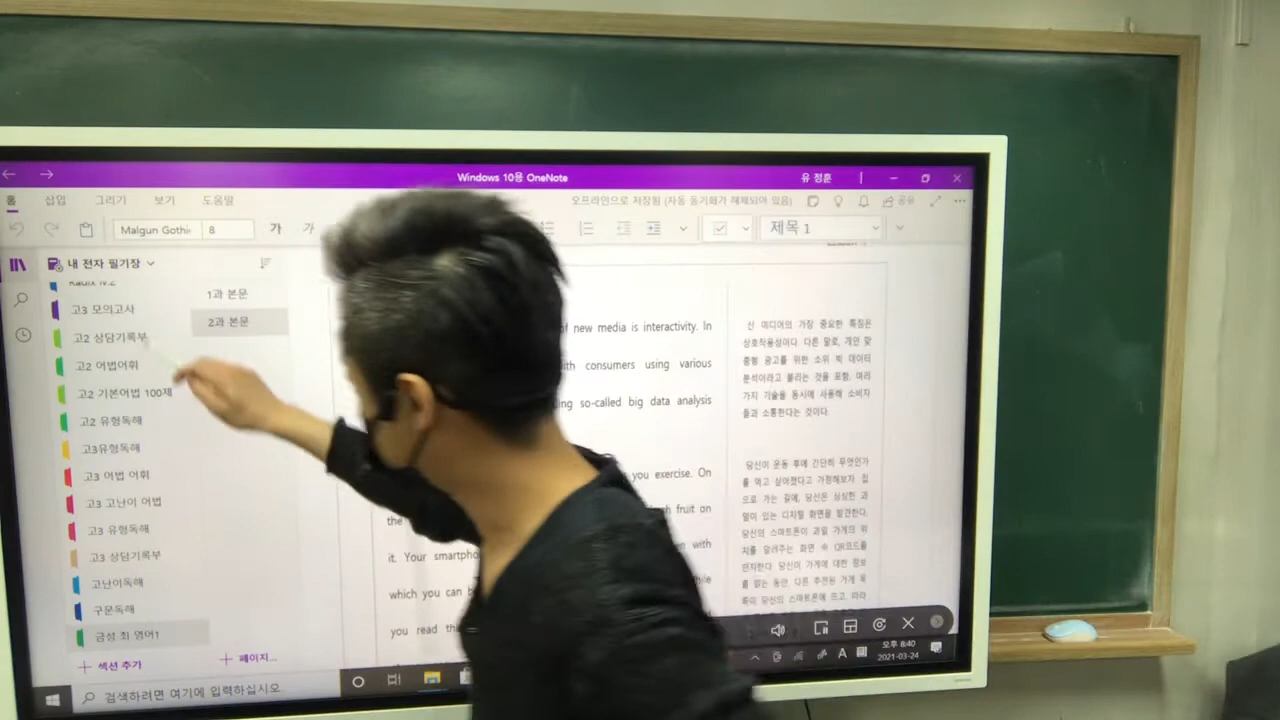 Windows 10용 OneNote
유 정훈
홈 삽입 그리기 보기 도움말
오프라인으로 저장됨 (자동 동기화가 해제되어 있음)
공유
Malgun Gothi 8 가 가
제목 1
내 전자 필기장
고3 모의고사
고2 상담기록부
고2 어법어휘
고2 기본어법 100제
고2 유형독해
고3유형독해
고3 어법 어휘
고3 고난이 어법
고3 유형독해
고3 상담기록부
고난이독해
구문독해
금성 최 영어1
섹션 추가
1과 본문
2과 본문
페이지...
of new media is interactivity. In
with consumers using various
so-called big data analysis
you exercise. On
the
fruit on
it. Your smartpho
with
which you can b
you read thi
신 미디어의 가장 중요한 특징은
상호작용성이다. 다른 말로, 개인 맞
춤형 광고를 위한 소위 빅 데이터
분석이라고 불리는 것을 포함, 여러
가지 기술을 동시에 사용해 소비자
들과 소통한다는 것이다.
당신이 운동 후에 간단히 무엇인가
를 먹고 싶어졌다고 가정해보자. 집
으로 가는 길에, 당신은 싱싱한 과
일이 있는 디지털 화면을 발견한다.
당신의 스마트폰이 과일 가게의 위
치를 알려주는 화면 속 QR코드를
인지한다. 당신이 가게에 대한 정보
를 읽는 동안, 다른 추천된 가게 목
록이 당신의 스마트폰에 뜨고, 따라
검색하려면 여기에 입력하십시오.
A
오후 8:40
2021-03-24